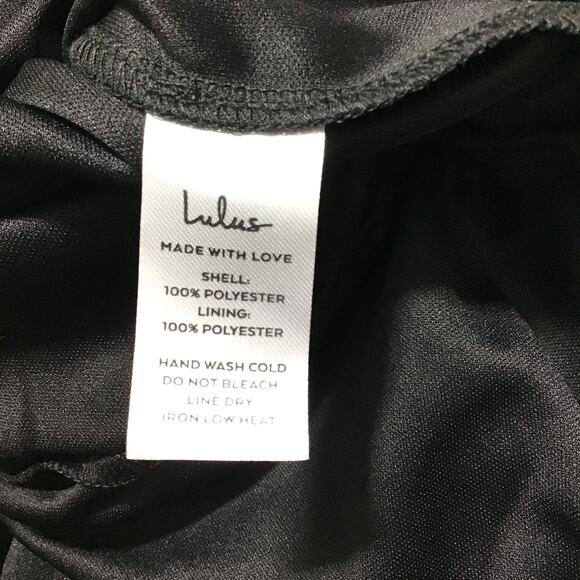 Lulus
MADE WITH LOVE
SHELL:
100% POLYESTER
LINING:
100% POLYESTER
HAND WASH COLD
DO NOT BLEACH
LINE DRY
IRON LOW HEAT